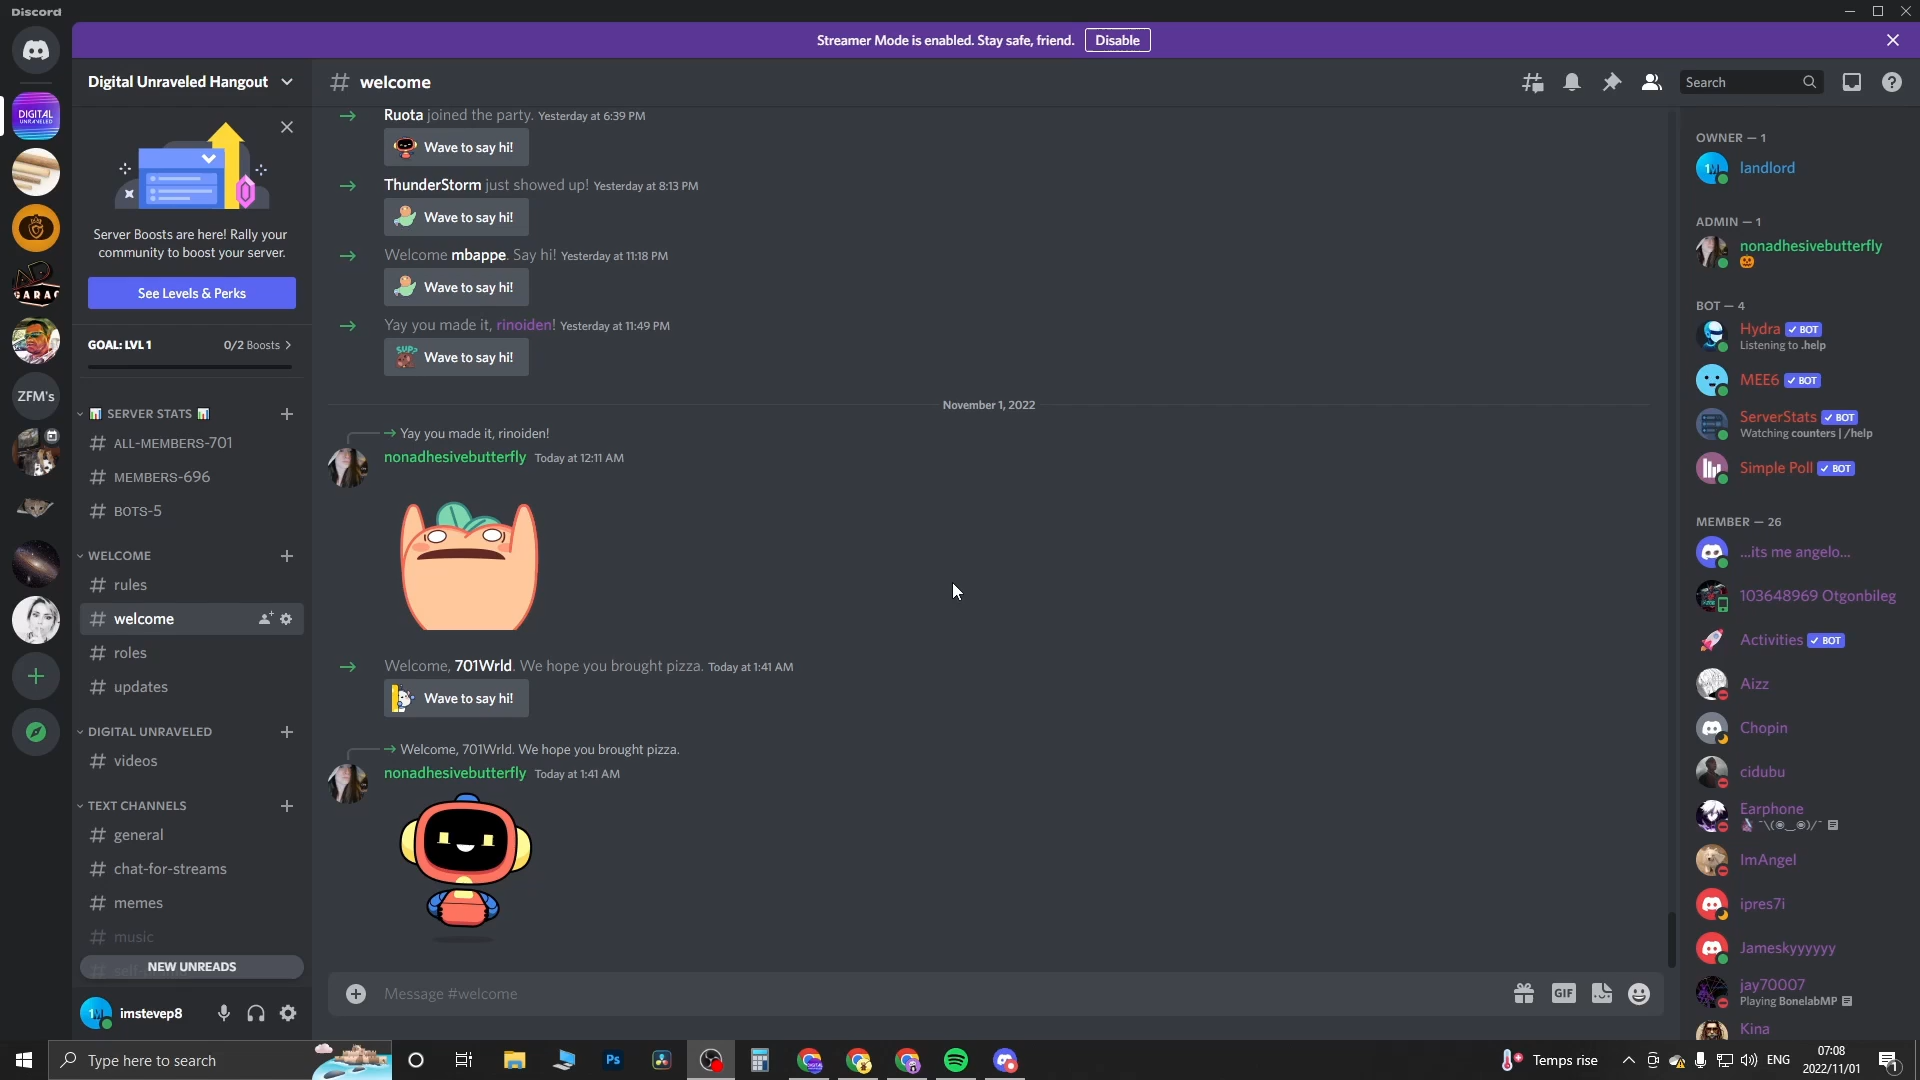 Discord
Streamer Mode is enabled. Stay safe, friend.
Disable
DIGITAL
UNRAVELED
ZFM's
Digital Unraveled Hangout
Server Boosts are here! Rally your
community to boost your server.
See Levels & Perks
GOAL: LVL 1
0/2 Boosts
SERVER STATS
ALL-MEMBERS-701
MEMBERS-696
BOTS-5
WELCOME
rules
welcome
roles
updates
DIGITAL UNRAVELED
videos
TEXT CHANNELS
general
chat-for-streams
memes
music
NEW UNREADS
imstevep8
# welcome
Search
Ruota joined the party. Yesterday at 6:39 PM
Wave to say hi!
ThunderStorm just showed up! Yesterday at 8:13 PM
Wave to say hi!
Welcome mbappe. Say hi! Yesterday at 11:18 PM
Wave to say hi!
Yay you made it, rinoiden! Yesterday at 11:49 PM
SUP?
Wave to say hi!
November 1, 2022
Yay you made it, rinoiden!
nonadhesivebutterfly Today at 12:11 AM
Welcome, 701Wrld. We hope you brought pizza. Today at 1:41 AM
Wave to say hi!
Welcome, 701Wrld. We hope you brought pizza.
nonadhesivebutterfly Today at 1:41 AM
Message #welcome
GIF
OWNER — 1
landlord
ADMIN — 1
nonadhesivebutterfly
BOT — 4
Hydra BOT
Listening to .help
MEE6 BOT
ServerStats BOT
Watching counters | /help
Simple Poll BOT
MEMBER — 26
...its me angelo...
103648969 Otgonbileg
Activities BOT
Aizz
Chopin
cidubu
Earphone
ImAngel
ipres7i
Jameskyyyyyy
jay70007
Playing BonelabMP
Kina
Type here to search
Ps
Temps rise
ENG
07:08
2022/11/01